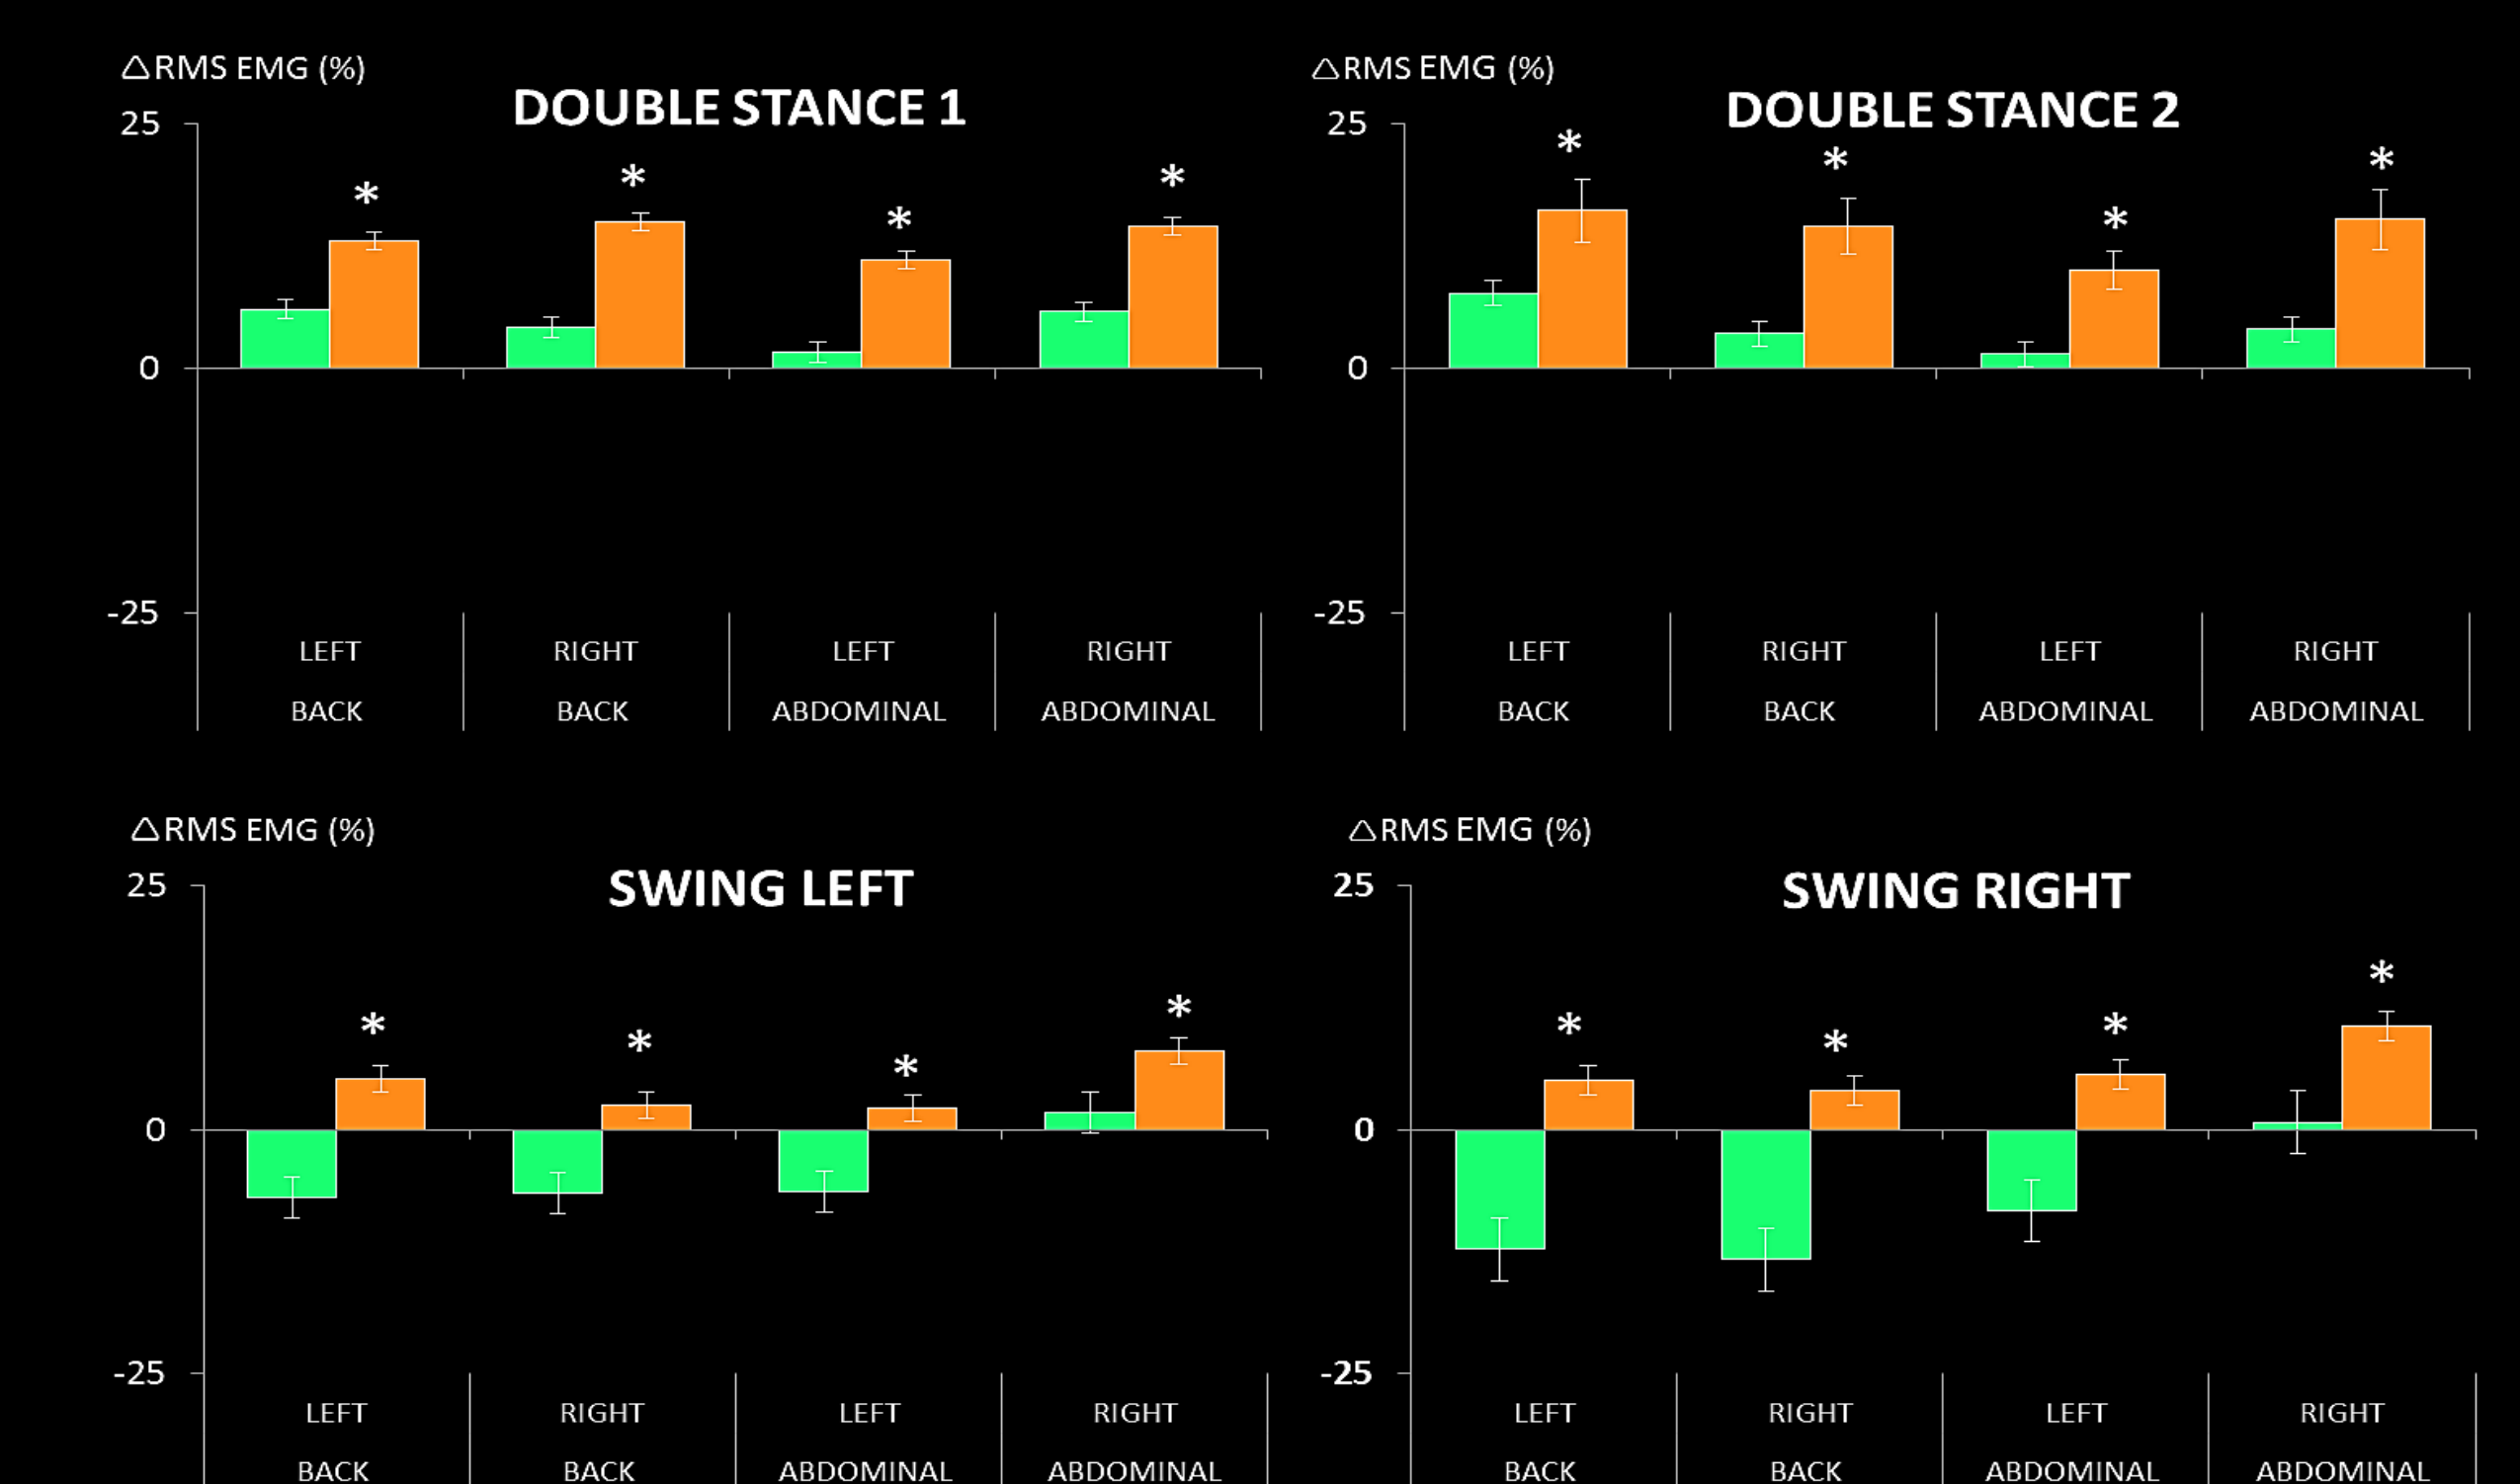 △RMS EMG (%)
DOUBLE STANCE 1
25
* * * *
0
-25
LEFT RIGHT LEFT RIGHT
BACK BACK ABDOMINAL ABDOMINAL
△RMS EMG (%)
DOUBLE STANCE 2
25
* * * *
0
-25
LEFT RIGHT LEFT RIGHT
BACK BACK ABDOMINAL ABDOMINAL
△RMS EMG (%)
SWING LEFT
25
* * * *
0
-25
LEFT RIGHT LEFT RIGHT
BACK BACK ABDOMINAL ABDOMINAL
△RMS EMG (%)
SWING RIGHT
25
* * * *
0
-25
LEFT RIGHT LEFT RIGHT
BACK BACK ABDOMINAL ABDOMINAL